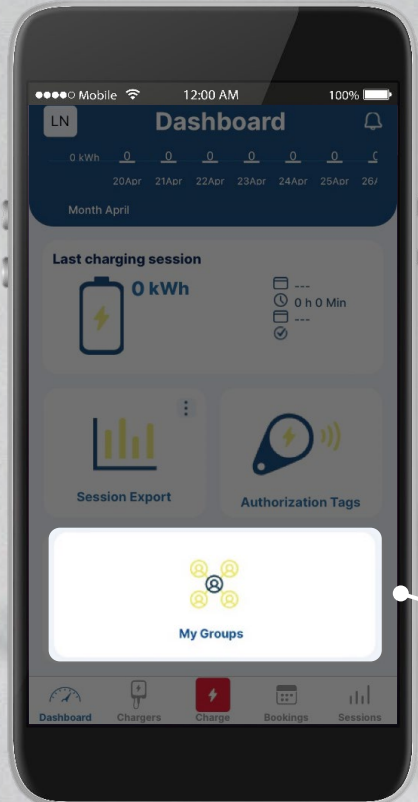 Mobile 12:00 AM 100%
LN Dashboard
0 kWh 0 0 0 0 0 0 0
20Apr 21Apr 22Apr 23Apr 24Apr 25Apr
Month April
Last charging session
0 kWh
---
0 h 0 Min
---
Session Export
Authorization Tags
My Groups
Dashboard Chargers Charge Bookings Sessions